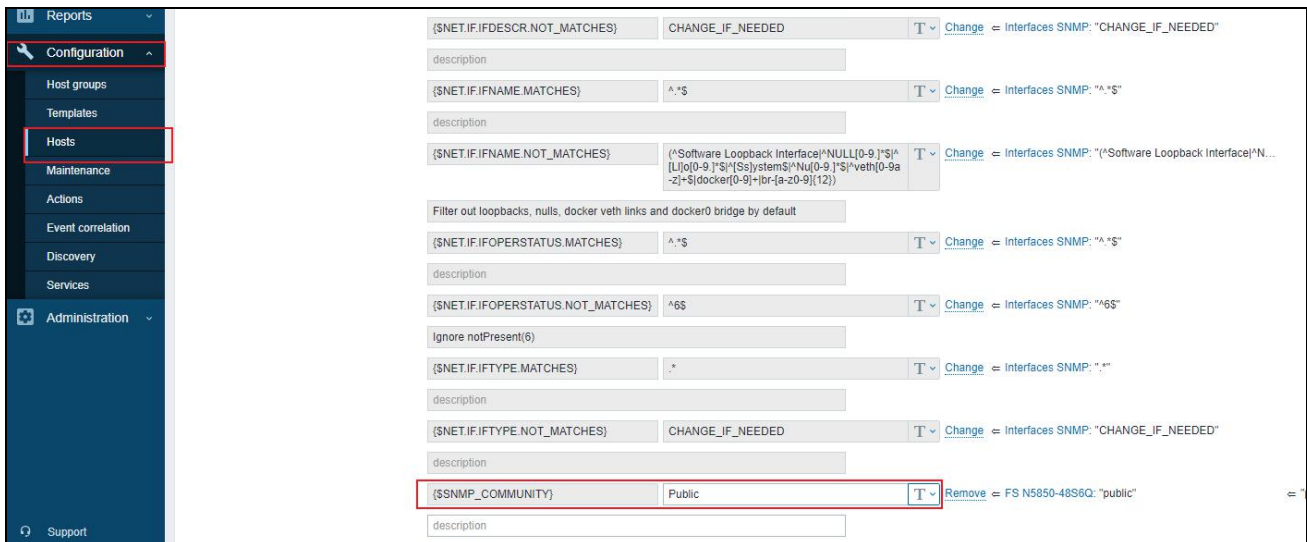 Reports
Configuration
Host groups
Templates
Hosts
Maintenance
Actions
Event correlation
Discovery
Services
Administration
Support
{$NET.IF.IFDESCR.NOT_MATCHES} CHANGE_IF_NEEDED T Change ⇐ Interfaces SNMP: "CHANGE_IF_NEEDED"
description
{$NET.IF.IFNAME.MATCHES} ^.*$ T Change ⇐ Interfaces SNMP: "^.*$"
description
{$NET.IF.IFNAME.NOT_MATCHES} (^Software Loopback Interface|^NULL[0-9.]*$|^ T Change ⇐ Interfaces SNMP: "(^Software Loopback Interface|^N...
[Ll]o[0-9.]*$|^[Ss]ystem$|^Nu[0-9.]*$|^veth[0-9a
-z]+$|docker[0-9]+|br-[a-z0-9]{12})
Filter out loopbacks, nulls, docker veth links and docker0 bridge by default
{$NET.IF.IFOPERSTATUS.MATCHES} ^.*$ T Change ⇐ Interfaces SNMP: "^.*$"
description
{$NET.IF.IFOPERSTATUS.NOT_MATCHES} ^6$ T Change ⇐ Interfaces SNMP: "^6$"
Ignore notPresent(6)
{$NET.IF.IFTYPE.MATCHES} .* T Change ⇐ Interfaces SNMP: ".*"
description
{$NET.IF.IFTYPE.NOT_MATCHES} CHANGE_IF_NEEDED T Change ⇐ Interfaces SNMP: "CHANGE_IF_NEEDED"
description
{$SNMP_COMMUNITY} Public T Remove ⇐ FS N5850-48S6Q: "public" ⇐ "
description